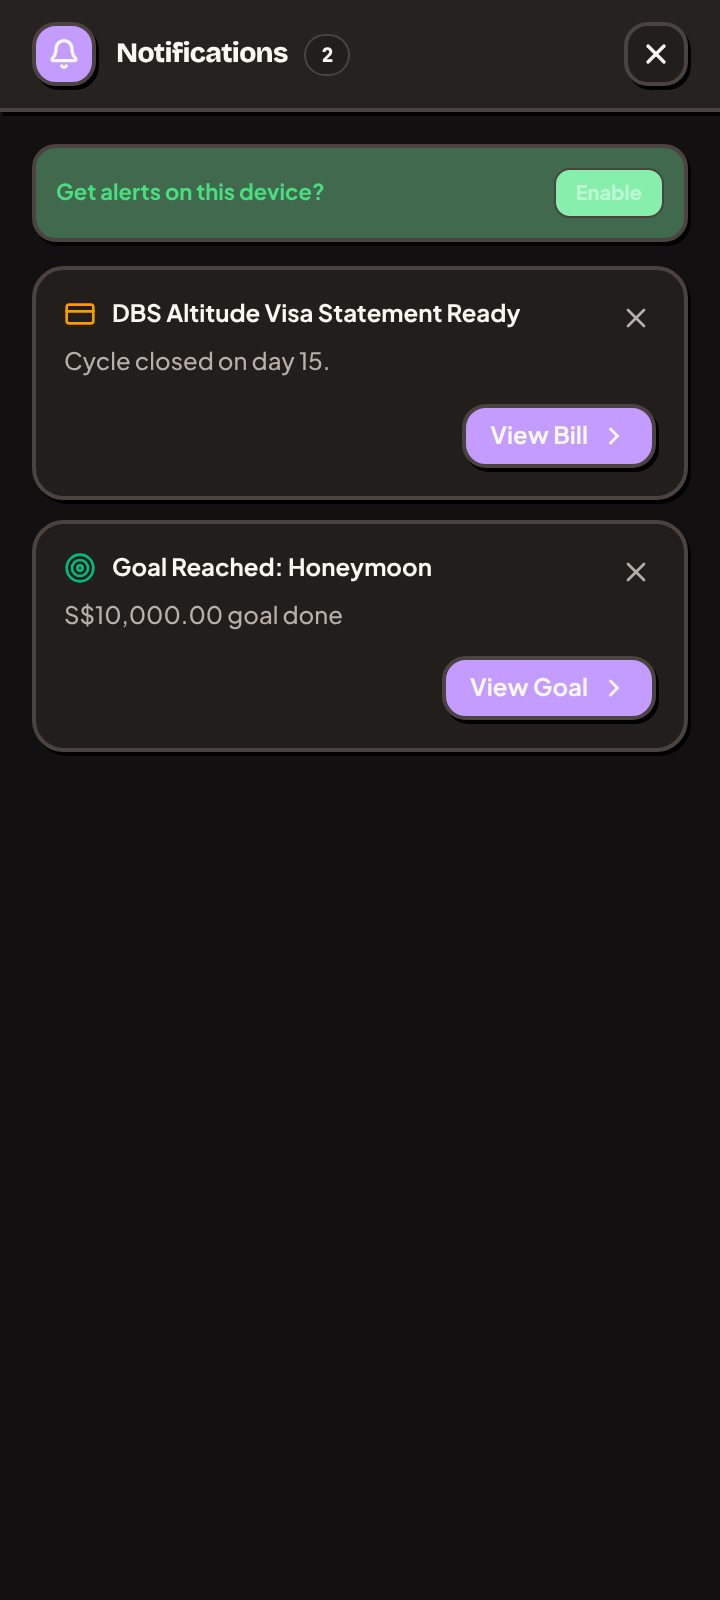 Notifications 2
Get alerts on this device?
Enable
DBS Altitude Visa Statement Ready
Cycle closed on day 15.
View Bill
Goal Reached: Honeymoon
S$10,000.00 goal done
View Goal